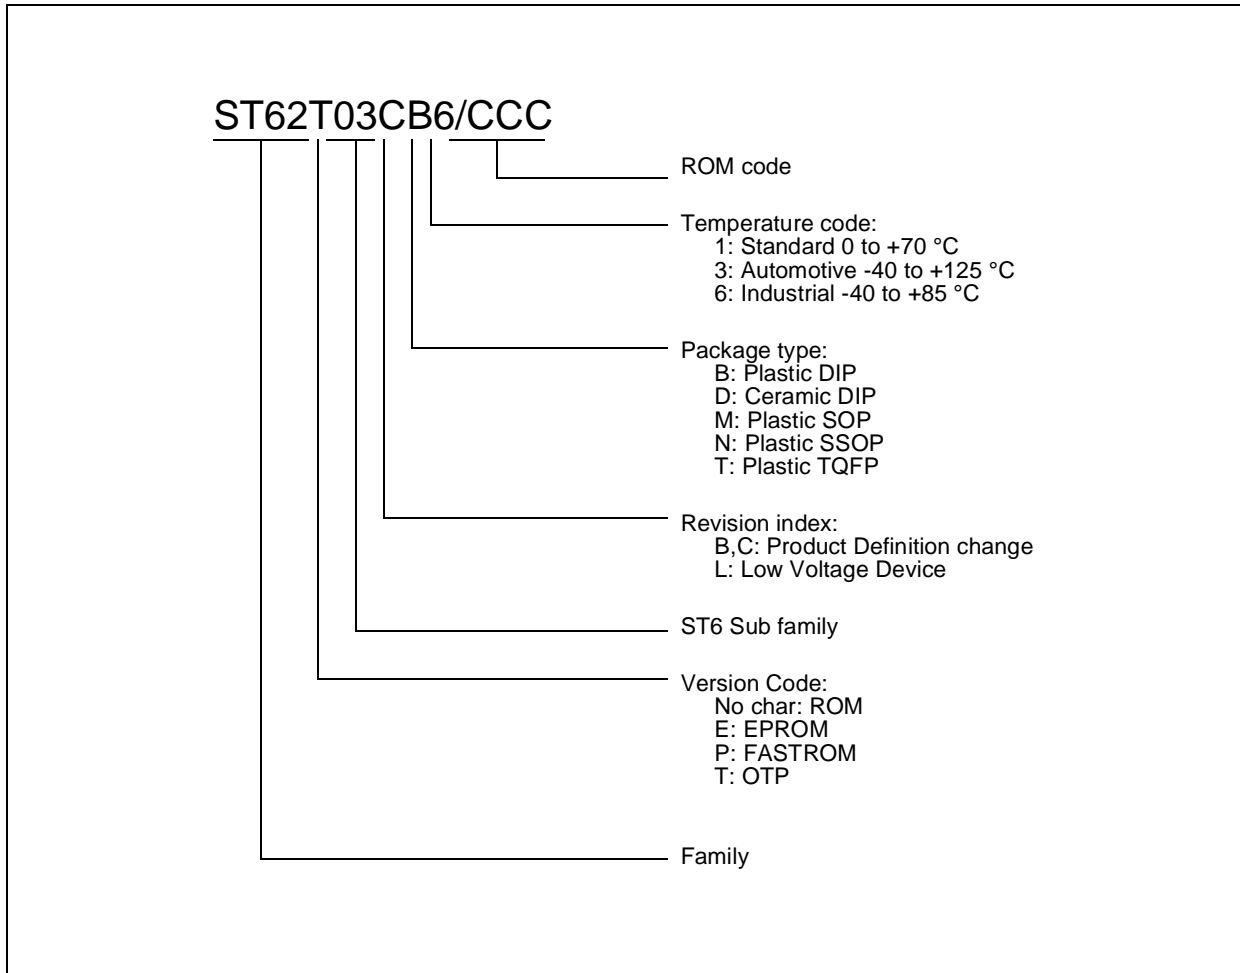 ST62T03CB6/CCC
ROM code
Temperature code:
1: Standard 0 to +70 °C
3: Automotive -40 to +125 °C
6: Industrial -40 to +85 °C
Package type:
B: Plastic DIP
D: Ceramic DIP
M: Plastic SOP
N: Plastic SSOP
T: Plastic TQFP
Revision index:
B,C: Product Definition change
L: Low Voltage Device
ST6 Sub family
Version Code:
No char: ROM
E: EPROM
P: FASTROM
T: OTP
Family